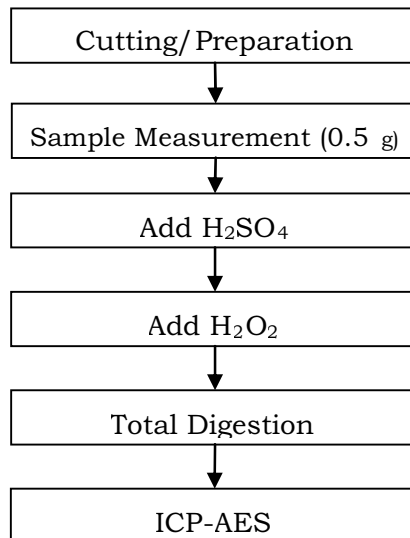 Cutting/Preparation
Sample Measurement (0.5 g)
Add H₂SO₄
Add H₂O₂
Total Digestion
ICP-AES